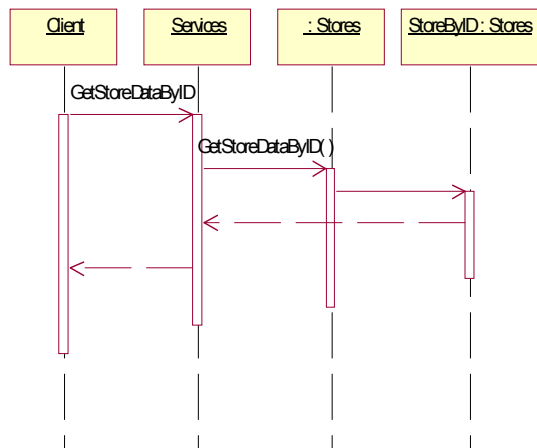 Client
Services
: Stores
StoreByID : Stores
GetStoreDataByID
GetStoreDataByID( )